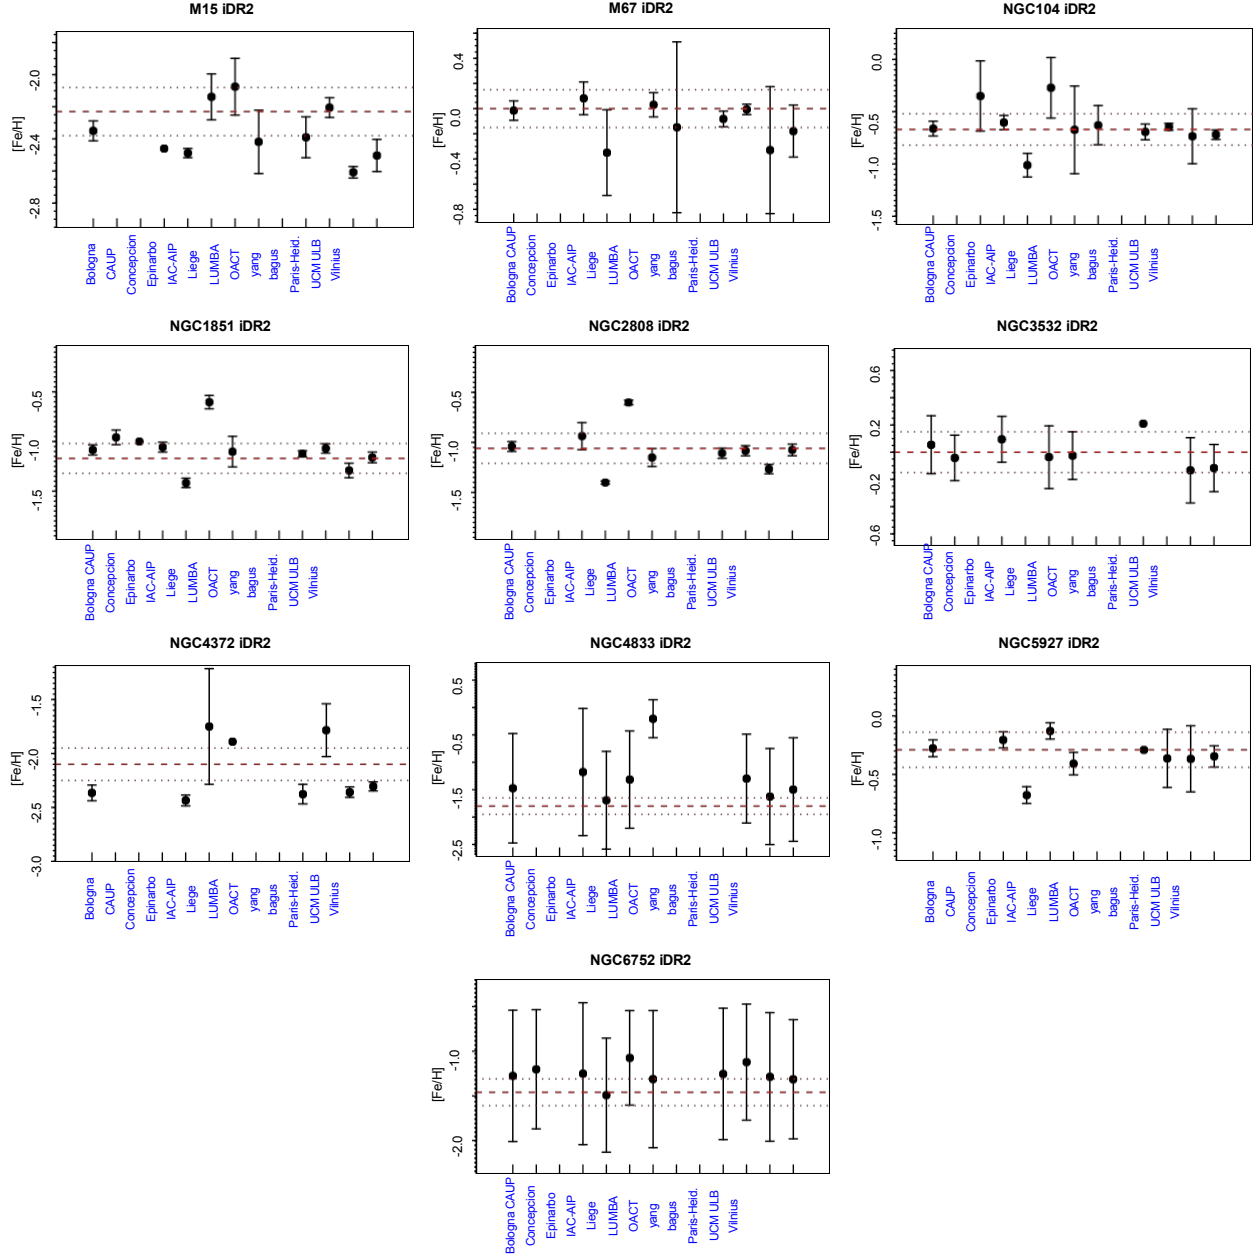 M15 iDR2
[Fe/H]
-2.0
-2.4
-2.8
Bologna
CAUP
Concepcion
Epinarbo
IAC-AIP
Liege
LUMBA
OACT
yang
bagus
Paris-Heid.
UCM ULB
Vilnius
M67 iDR2
[Fe/H]
0.4
0.0
-0.4
-0.8
Bologna CAUP
Concepcion
Epinarbo
IAC-AIP
Liege
LUMBA
OACT
yang
bagus
Paris-Heid.
UCM ULB
Vilnius
NGC104 iDR2
[Fe/H]
0.0
-0.5
-1.0
-1.5
Bologna CAUP
Concepcion
Epinarbo
IAC-AIP
Liege
LUMBA
OACT
yang
bagus
Paris-Heid.
UCM ULB
Vilnius
NGC1851 iDR2
[Fe/H]
-0.5
-1.0
-1.5
Bologna CAUP
Concepcion
Epinarbo
IAC-AIP
Liege
LUMBA
OACT
yang
bagus
Paris-Heid.
UCM ULB
Vilnius
NGC2808 iDR2
[Fe/H]
-0.5
-1.0
-1.5
Bologna CAUP
Concepcion
Epinarbo
IAC-AIP
Liege
LUMBA
OACT
yang
bagus
Paris-Heid.
UCM ULB
Vilnius
NGC3532 iDR2
[Fe/H]
0.6
0.2
-0.2
-0.6
Bologna CAUP
Concepcion
Epinarbo
IAC-AIP
Liege
LUMBA
OACT
yang
bagus
Paris-Heid.
UCM ULB
Vilnius
NGC4372 iDR2
[Fe/H]
-1.5
-2.0
-2.5
-3.0
Bologna
CAUP
Concepcion
Epinarbo
IAC-AIP
Liege
LUMBA
OACT
yang
bagus
Paris-Heid.
UCM ULB
Vilnius
NGC4833 iDR2
[Fe/H]
0.5
-0.5
-1.5
-2.5
Bologna CAUP
Concepcion
Epinarbo
IAC-AIP
Liege
LUMBA
OACT
yang
bagus
Paris-Heid.
UCM ULB
Vilnius
NGC5927 iDR2
[Fe/H]
0.0
-0.5
-1.0
Bologna
CAUP
Concepcion
Epinarbo
IAC-AIP
Liege
LUMBA
OACT
yang
bagus
Paris-Heid.
UCM ULB
Vilnius
NGC6752 iDR2
[Fe/H]
-1.0
-2.0
Bologna CAUP
Concepcion
Epinarbo
IAC-AIP
Liege
LUMBA
OACT
yang
bagus
Paris-Heid.
UCM ULB
Vilnius